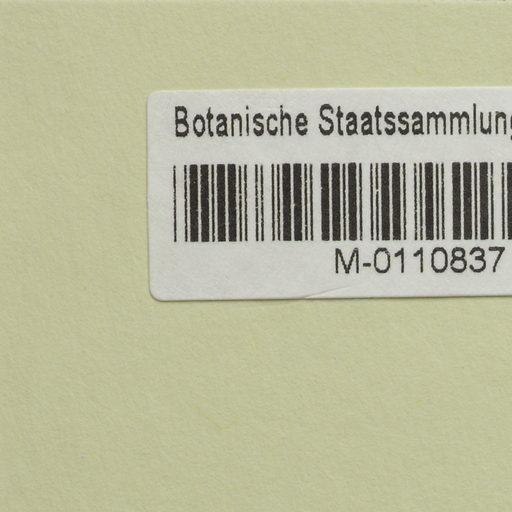 Botanische Staatssammlung
M-0110837